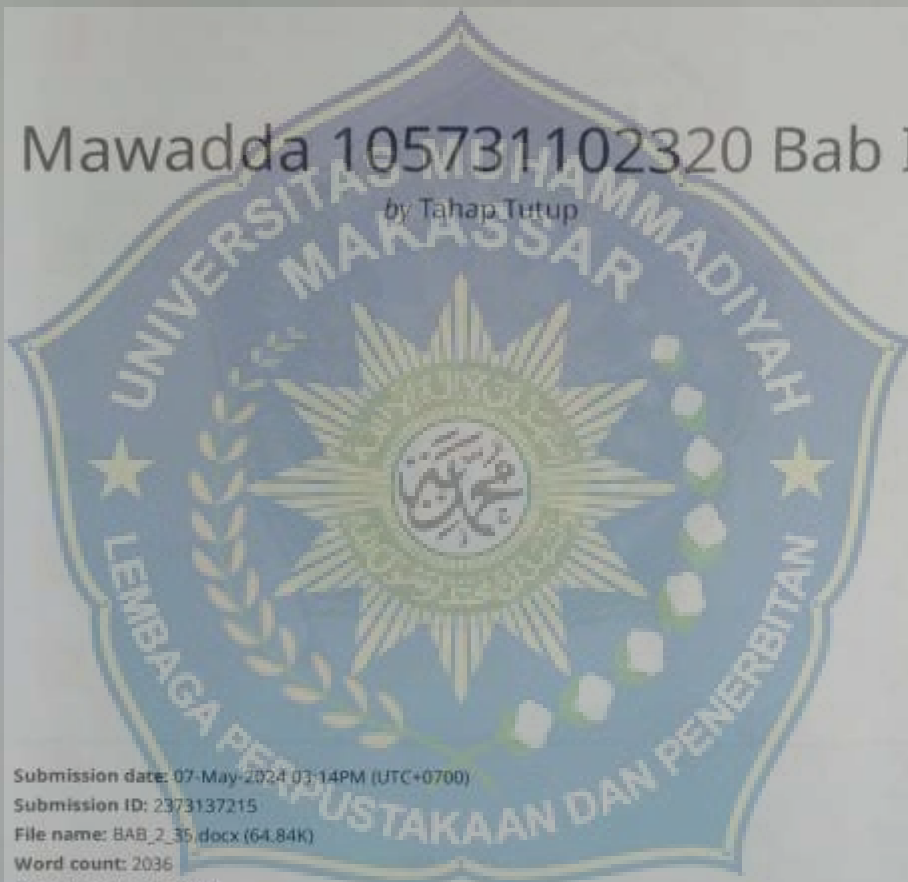 Mawadda 105731102320 Bab
by Tahap Tutup
UNIVERSITAS MUHAMMADIYAH
MAKASSAR
محمدية
LEMBAGA PERPUSTAKAAN DAN PENERBITAN
Submission date: 07-May-2024 03:14PM (UTC+0700)
Submission ID: 2373137215
File name: BAB_2_35.docx (64.84K)
Word count: 2036